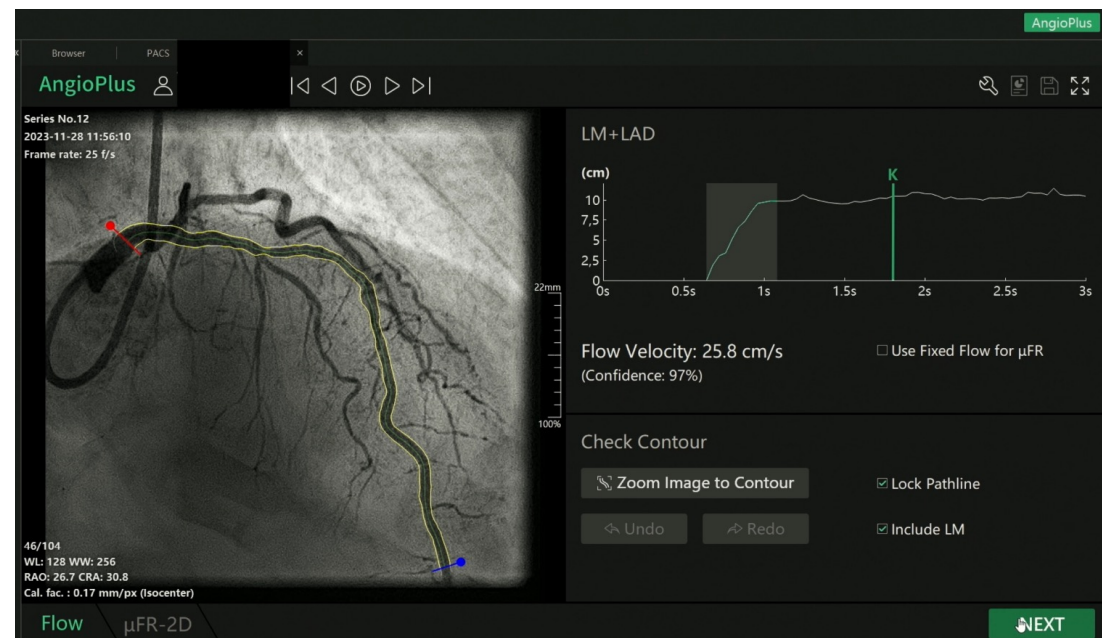 AngioPlus
Browser
PACS
×
AngioPlus
Series No.12
2023-11-28 11:56:10
Frame rate: 25 f/s
22mm
100%
46/104
WL: 128 WW: 256
RAO: 26.7 CRA: 30.8
Cal. fac. : 0.17 mm/px (Isocenter)
LM+LAD
(cm)
K
10
7,5
5
2,5
0
0s 0.5s 1s 1.5s 2s 2.5s 3s
Flow Velocity: 25.8 cm/s
Use Fixed Flow for µFR
(Confidence: 97%)
Check Contour
Zoom Image to Contour
Lock Pathline
Undo
Redo
Include LM
Flow
µFR-2D
NEXT